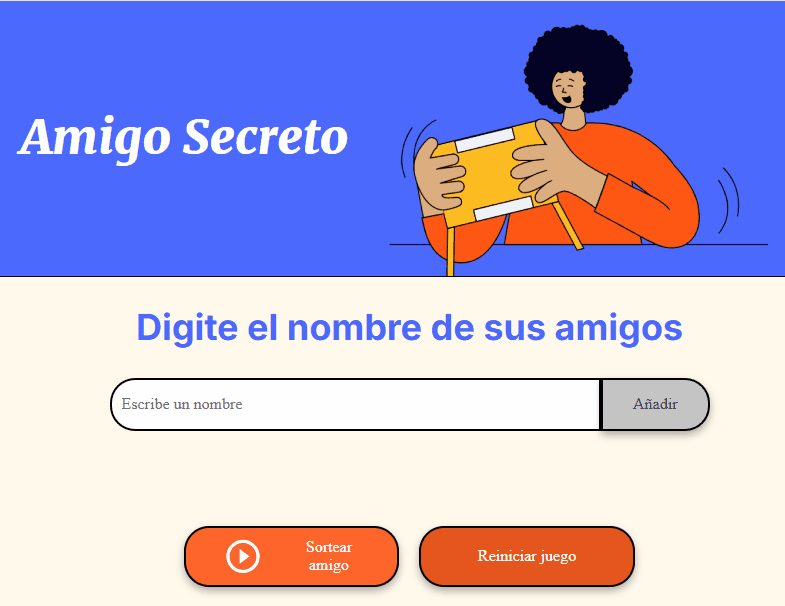 Amigo Secreto
Digite el nombre de sus amigos
Escribe un nombre
Añadir
Sortear
amigo
Reiniciar juego